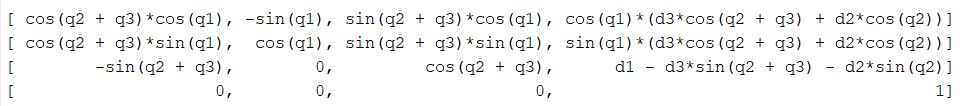 [ cos(q2 + q3)*cos(q1), -sin(q1), sin(q2 + q3)*cos(q1), cos(q1)*(d3*cos(q2 + q3) + d2*cos(q2))]
[ cos(q2 + q3)*sin(q1),  cos(q1), sin(q2 + q3)*sin(q1), sin(q1)*(d3*cos(q2 + q3) + d2*cos(q2))]
[        -sin(q2 + q3),        0,         cos(q2 + q3),      d1 - d3*sin(q2 + q3) - d2*sin(q2)]
[                    0,        0,                    0,                                      1]